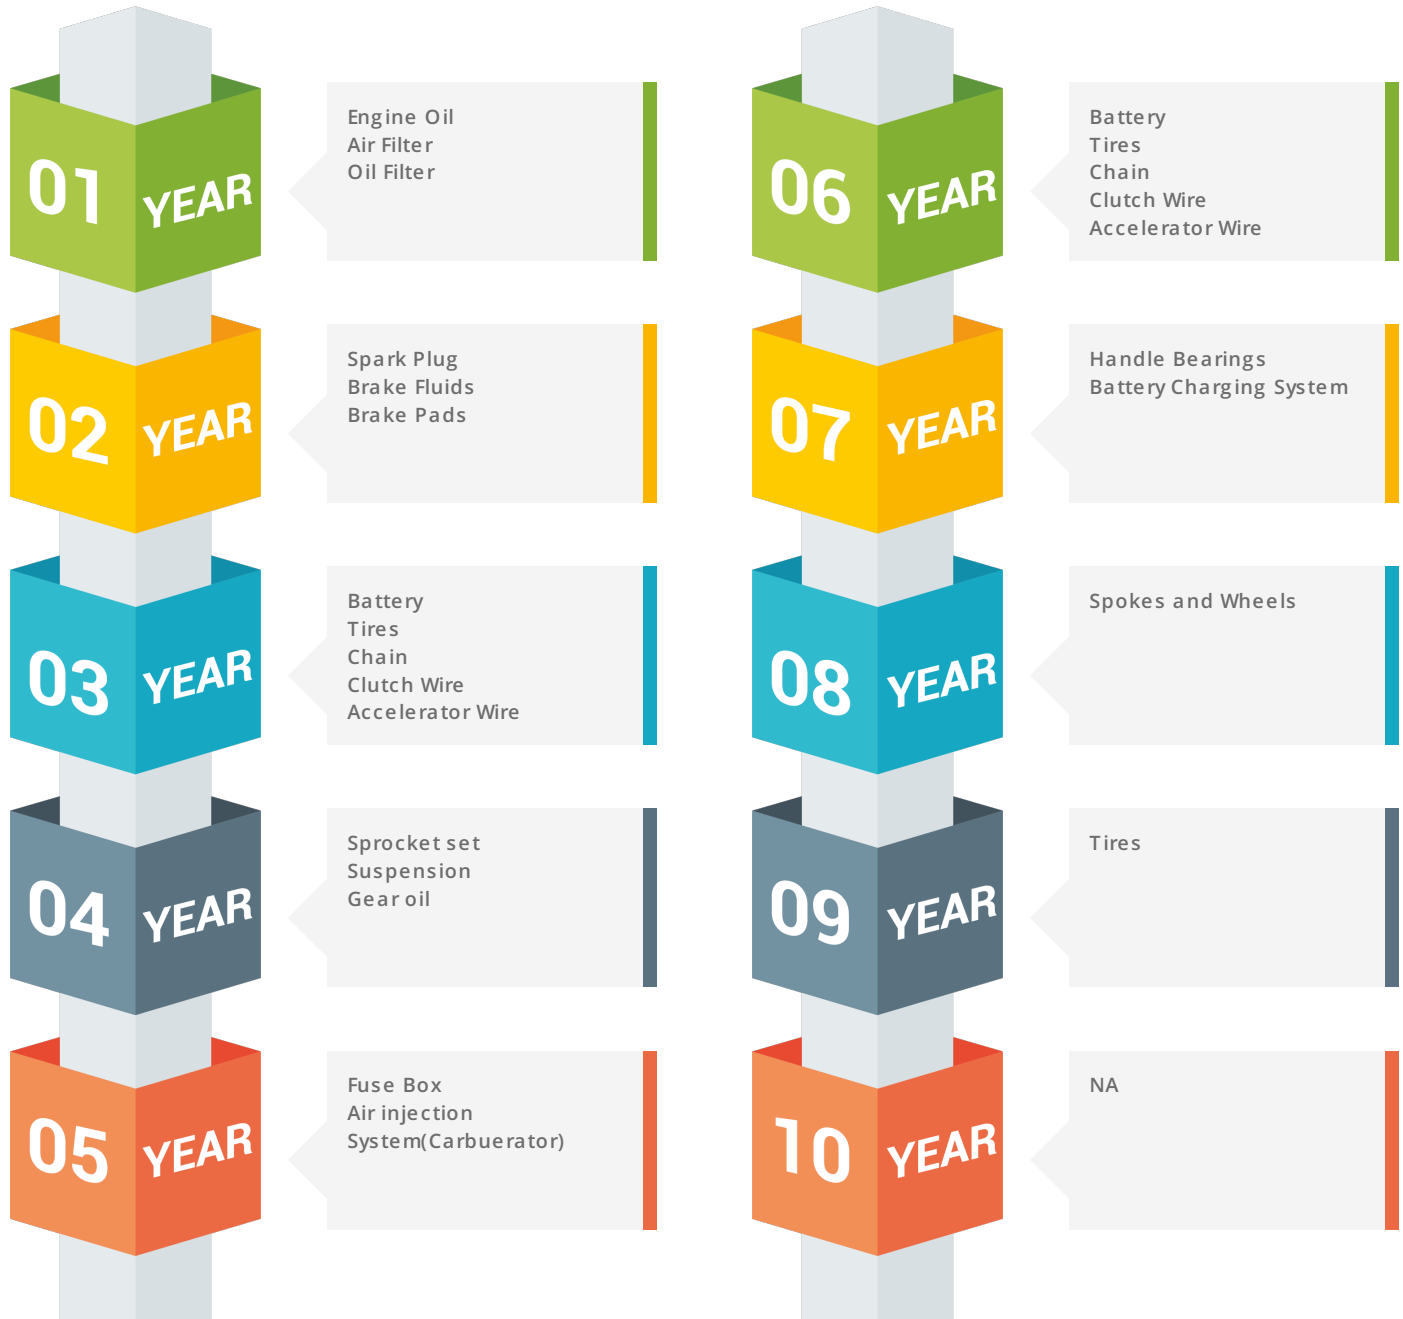 01 YEAR
Engine Oil
Air Filter
Oil Filter
02 YEAR
Spark Plug
Brake Fluids
Brake Pads
03 YEAR
Battery
Tires
Chain
Clutch Wire
Accelerator Wire
04 YEAR
Sprocket set
Suspension
Gear oil
05 YEAR
Fuse Box
Air injection
System(Carbuerator)
06 YEAR
Battery
Tires
Chain
Clutch Wire
Accelerator Wire
07 YEAR
Handle Bearings
Battery Charging System
08 YEAR
Spokes and Wheels
09 YEAR
Tires
10 YEAR
NA